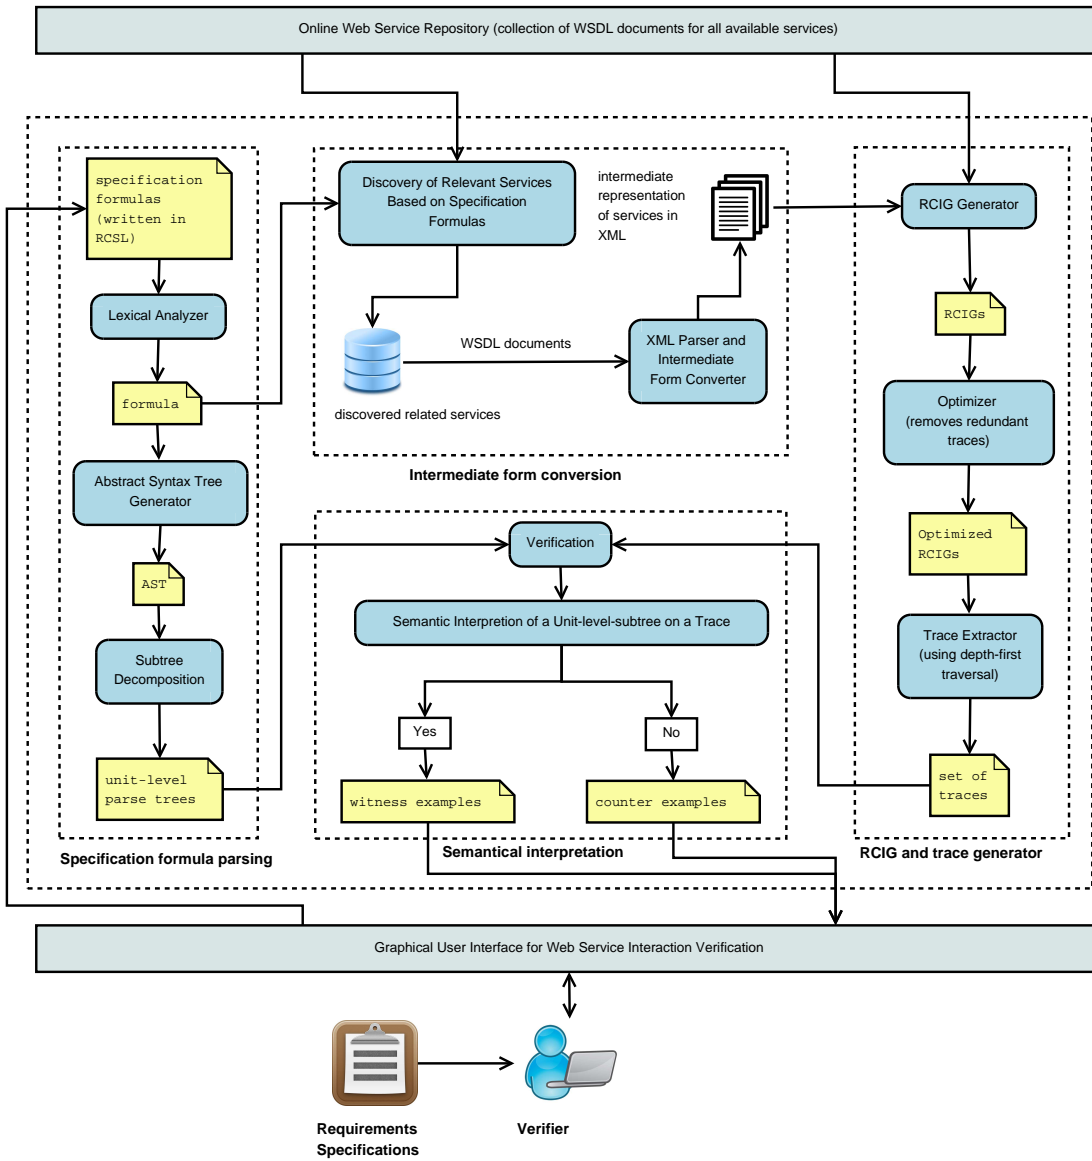 Online Web Service Repository (collection of WSDL documents for all available services)
specification
formulas
(written in
RCSL)
Lexical Analyzer
formula
Abstract Syntax Tree
Generator
AST
Subtree
Decomposition
unit-level
parse trees
Specification formula parsing
Discovery of Relevant Services
Based on Specification
Formulas
intermediate
representation
of services in
XML
WSDL documents
XML Parser and
Intermediate
Form Converter
discovered related services
Intermediate form conversion
Verification
Semantic Interpretion of a Unit-level-subtree on a Trace
Yes
No
witness examples
counter examples
Semantical interpretation
RCIG Generator
RCIGs
Optimizer
(removes redundant
traces)
Optimized
RCIGs
Trace Extractor
(using depth-first
traversal)
set of
traces
RCIG and trace generator
Graphical User Interface for Web Service Interaction Verification
Requirements
Specifications
Verifier